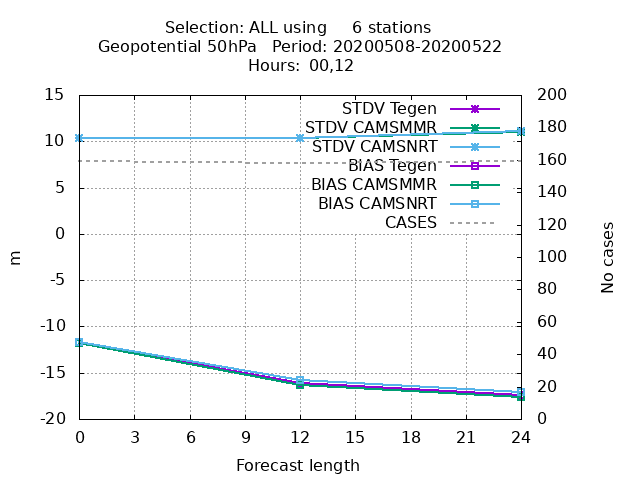 Selection: ALL using     6 stations
Geopotential 50hPa   Period: 20200508-20200522
Hours: 00,12
15
10
5
0
-5
-10
-15
-20
m
200
180
160
140
120
100
80
60
40
20
0
No cases
STDV Tegen
STDV CAMSMMR
STDV CAMSNRT
BIAS Tegen
BIAS CAMSMMR
BIAS CAMSNRT
CASES
0 3 6 9 12 15 18 21 24
Forecast length